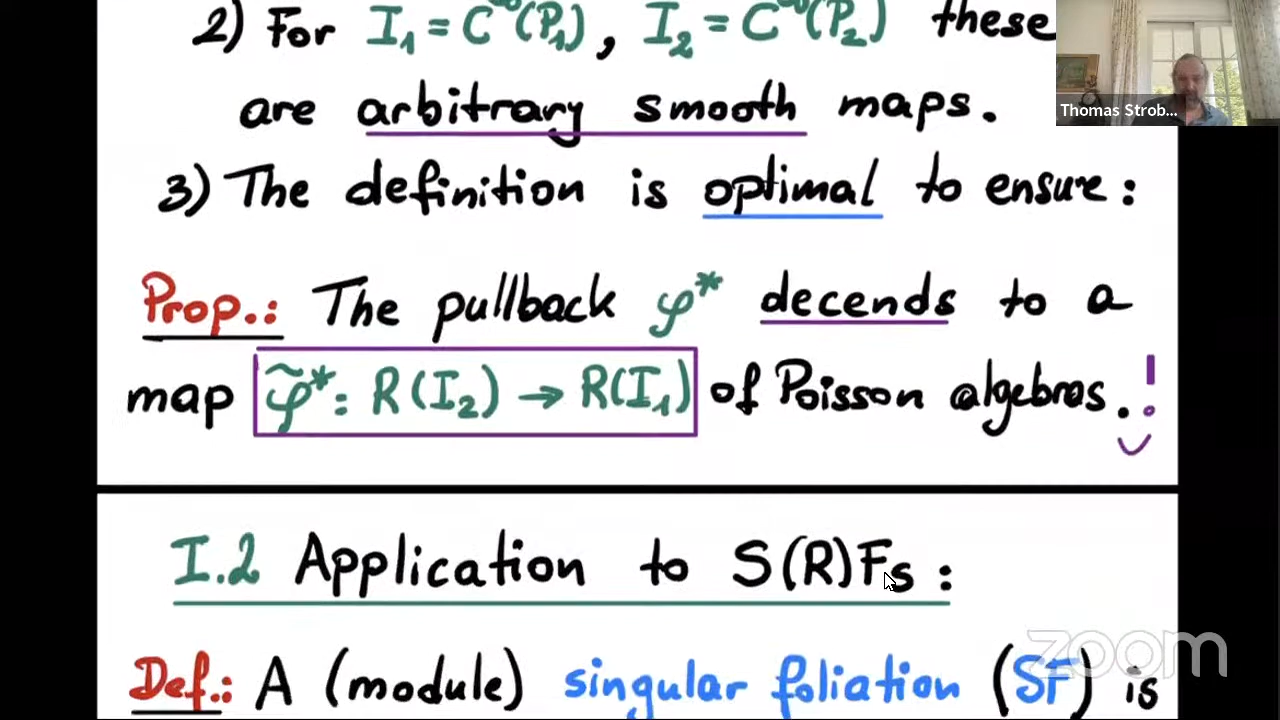 2) For I₁ = C^∞(P₁), I₂ = C^∞(P₂) these
are arbitrary smooth maps.
3) The definition is optimal to ensure:
Prop.: The pullback φ* decends to a
map φ̃*: R(I₂) → R(I₁) of Poisson algebras.!
I.2 Application to S(R)Fs:
Def.: A (module) singular foliation (SF) is
Thomas Strob...
zoom